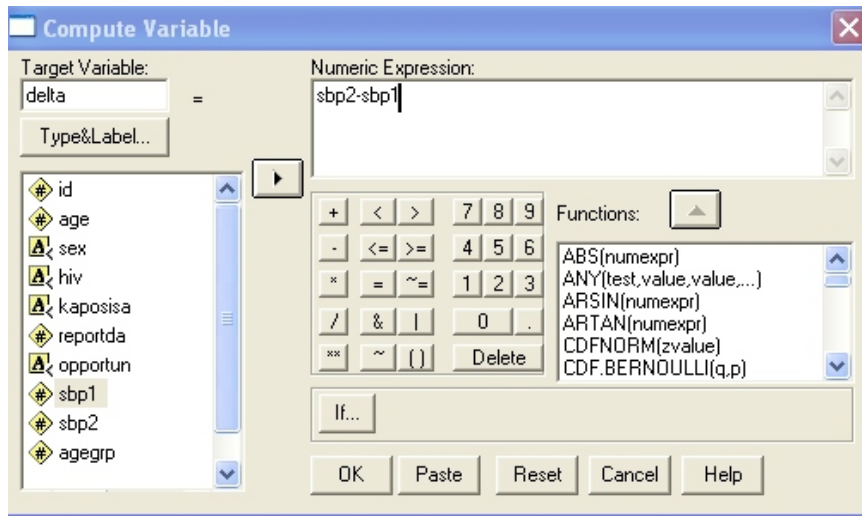 Compute Variable
Target Variable:
delta
=
Type&Label...
Numeric Expression:
sbp2-sbp1
id
age
sex
hiv
kaposisa
reportda
opportun
sbp1
sbp2
agegrp
+ < > 7 8 9
- <= >= 4 5 6
* = ~= 1 2 3
/ & | 0 .
** ~ () Delete
Functions:
ABS(numexpr)
ANY(test,value,value,...)
ARSIN(numexpr)
ARTAN(numexpr)
CDFNORM(zvalue)
CDF.BERNOULLI(q,p)
If...
OK Paste Reset Cancel Help